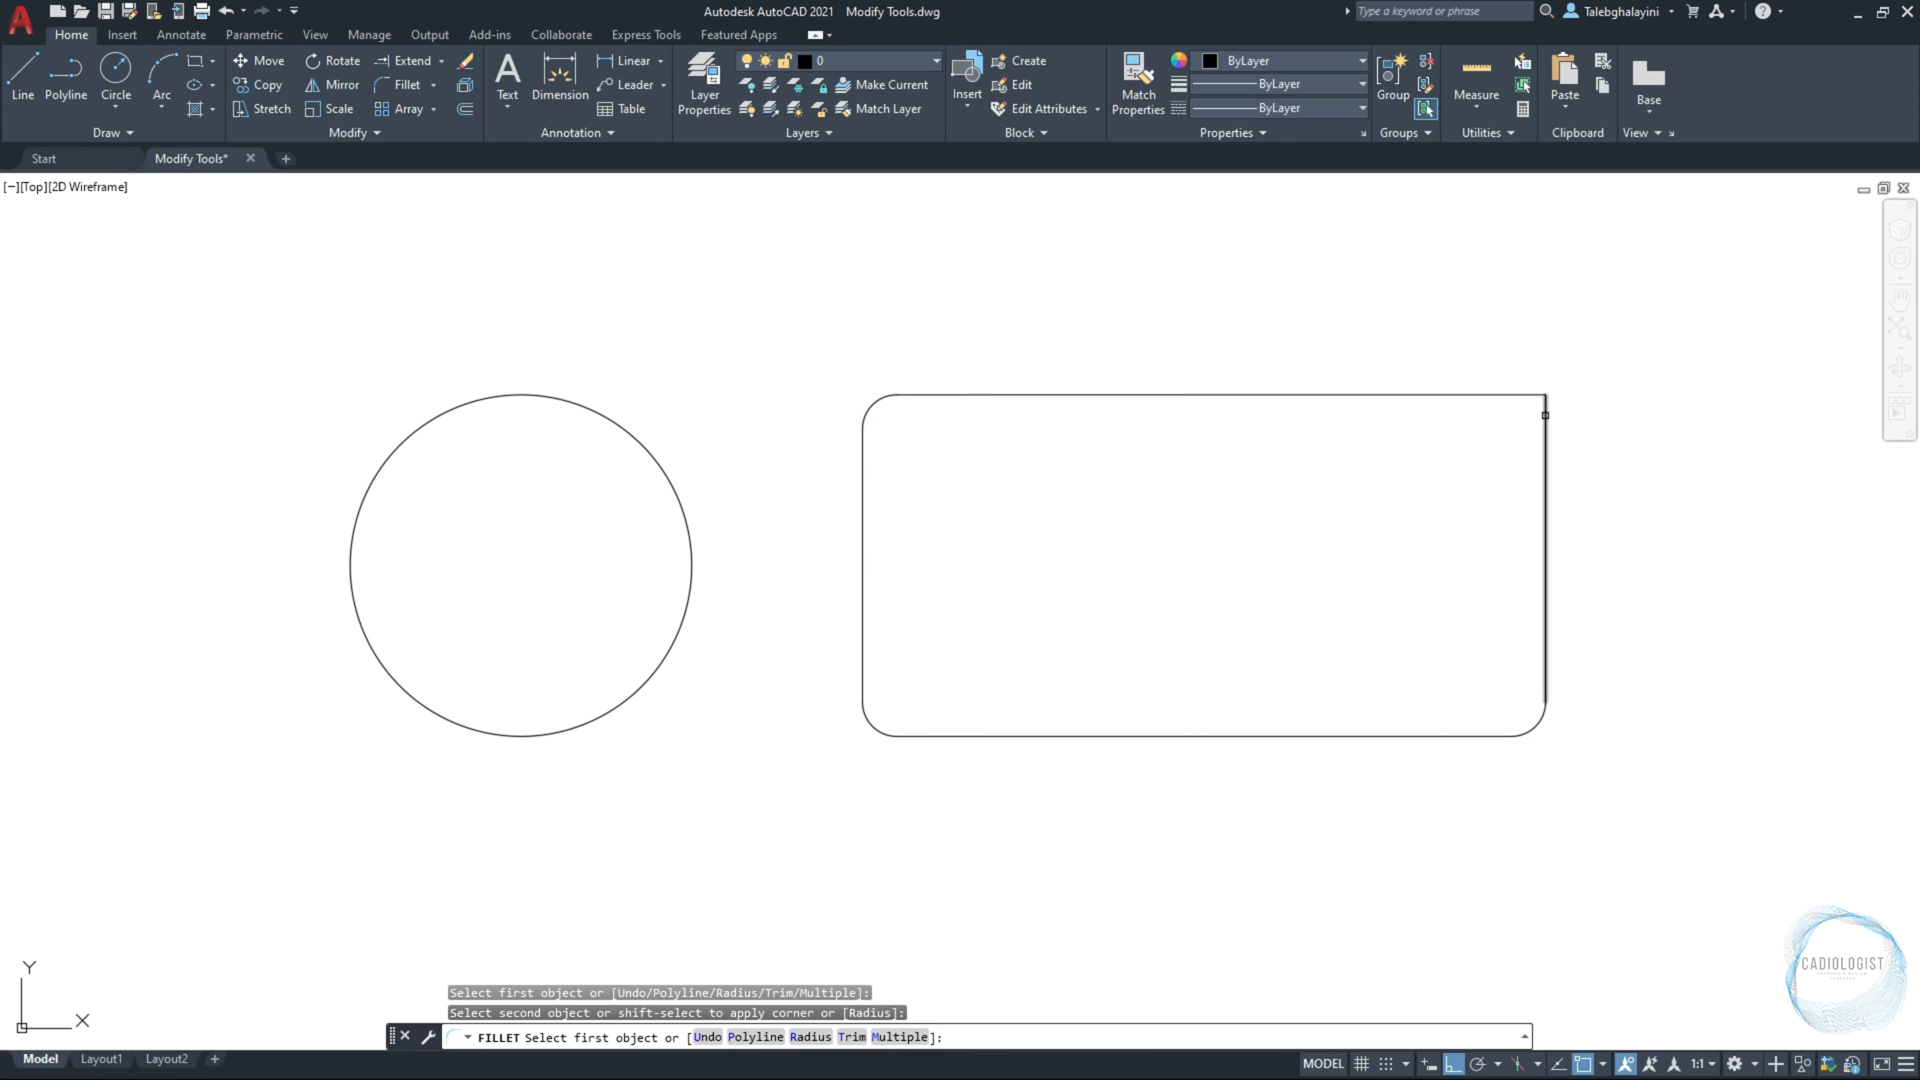 Autodesk AutoCAD 2021 Modify Tools.dwg
Type a keyword or phrase
Talebghalayini
Home Insert Annotate Parametric View Manage Output Add-ins Collaborate Express Tools Featured Apps
Move Rotate Extend Linear 0 Create ByLayer
Copy Mirror Fillet Leader Make Current Edit ByLayer
Line Polyline Circle Arc Text Dimension Layer Properties Insert Match Properties Group Measure Paste Base
Stretch Scale Array Table Match Layer Edit Attributes ByLayer
Draw Modify Annotation Layers Block Properties Groups Utilities Clipboard View
Start Modify Tools*
[−][Top][2D Wireframe]
CADIOLOGIST
Y
X
Select first object or [Undo/Polyline/Radius/Trim/Multiple]:
Select second object or shift-select to apply corner or [Radius]:
FILLET Select first object or [Undo Polyline Radius Trim Multiple]:
Model Layout1 Layout2
MODEL 1:1